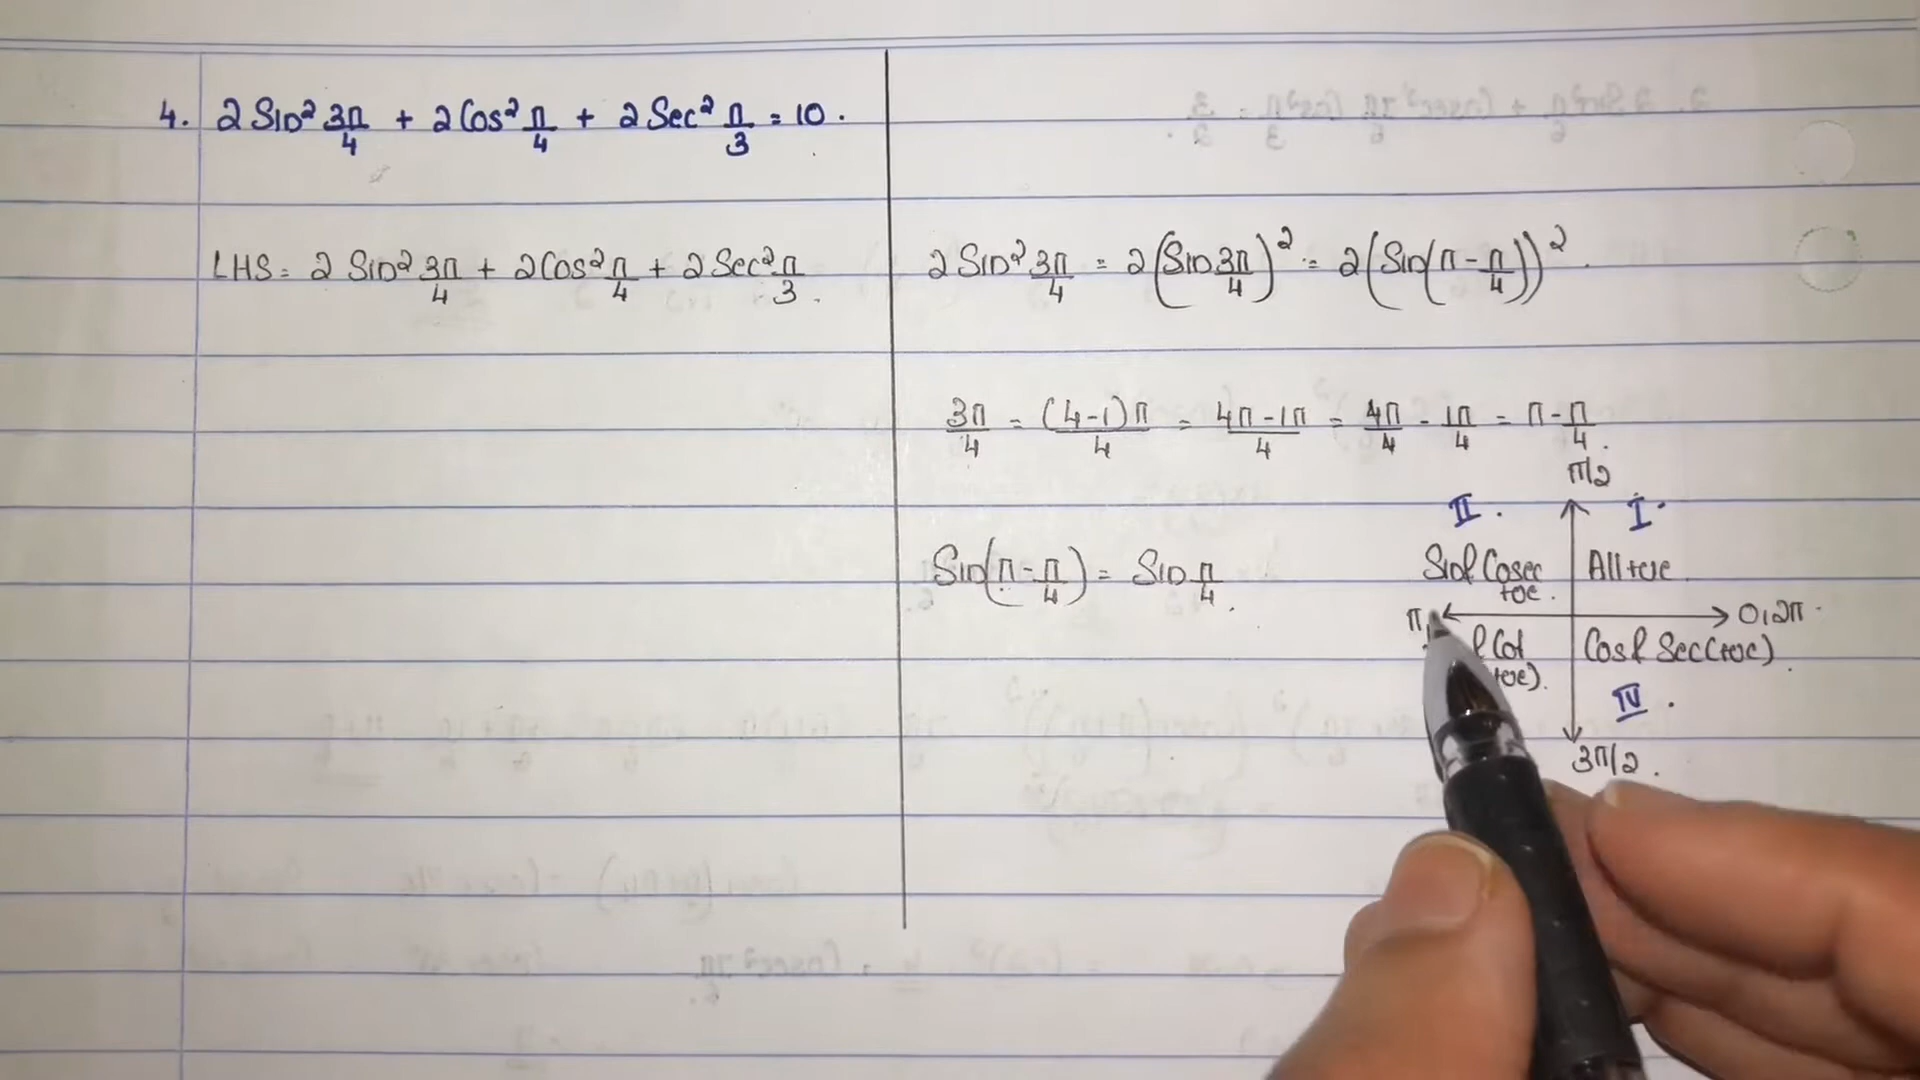 4. 2 Sin² 3π/4 + 2 Cos² π/4 + 2 Sec² π/3 = 10.
LHS = 2 Sin² 3π/4 + 2 Cos² π/4 + 2 Sec² π/3.
2 Sin² 3π/4 = 2(Sin 3π/4)² = 2(Sin(π - π/4))².
3π/4 = (4-1)π/4 = 4π-1π/4 = 4π/4 - 1π/4 = π - π/4.
Sin(π - π/4) = Sin π/4.
π/2
II. I.
Sin & Cosec +ve. All +ve
π 0,2π.
& Cot +ve). Cos & Sec (+ve).
IV.
3π/2.